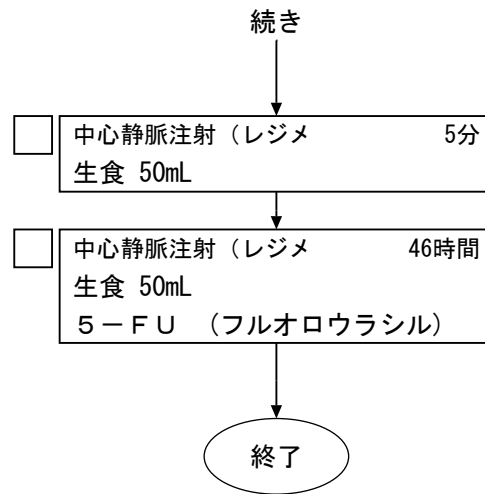 続き
中心静脈注射（レジメ 5分
生食 50mL
中心静脈注射（レジメ 46時間
生食 50mL
５－ＦＵ （フルオロウラシル）
終了